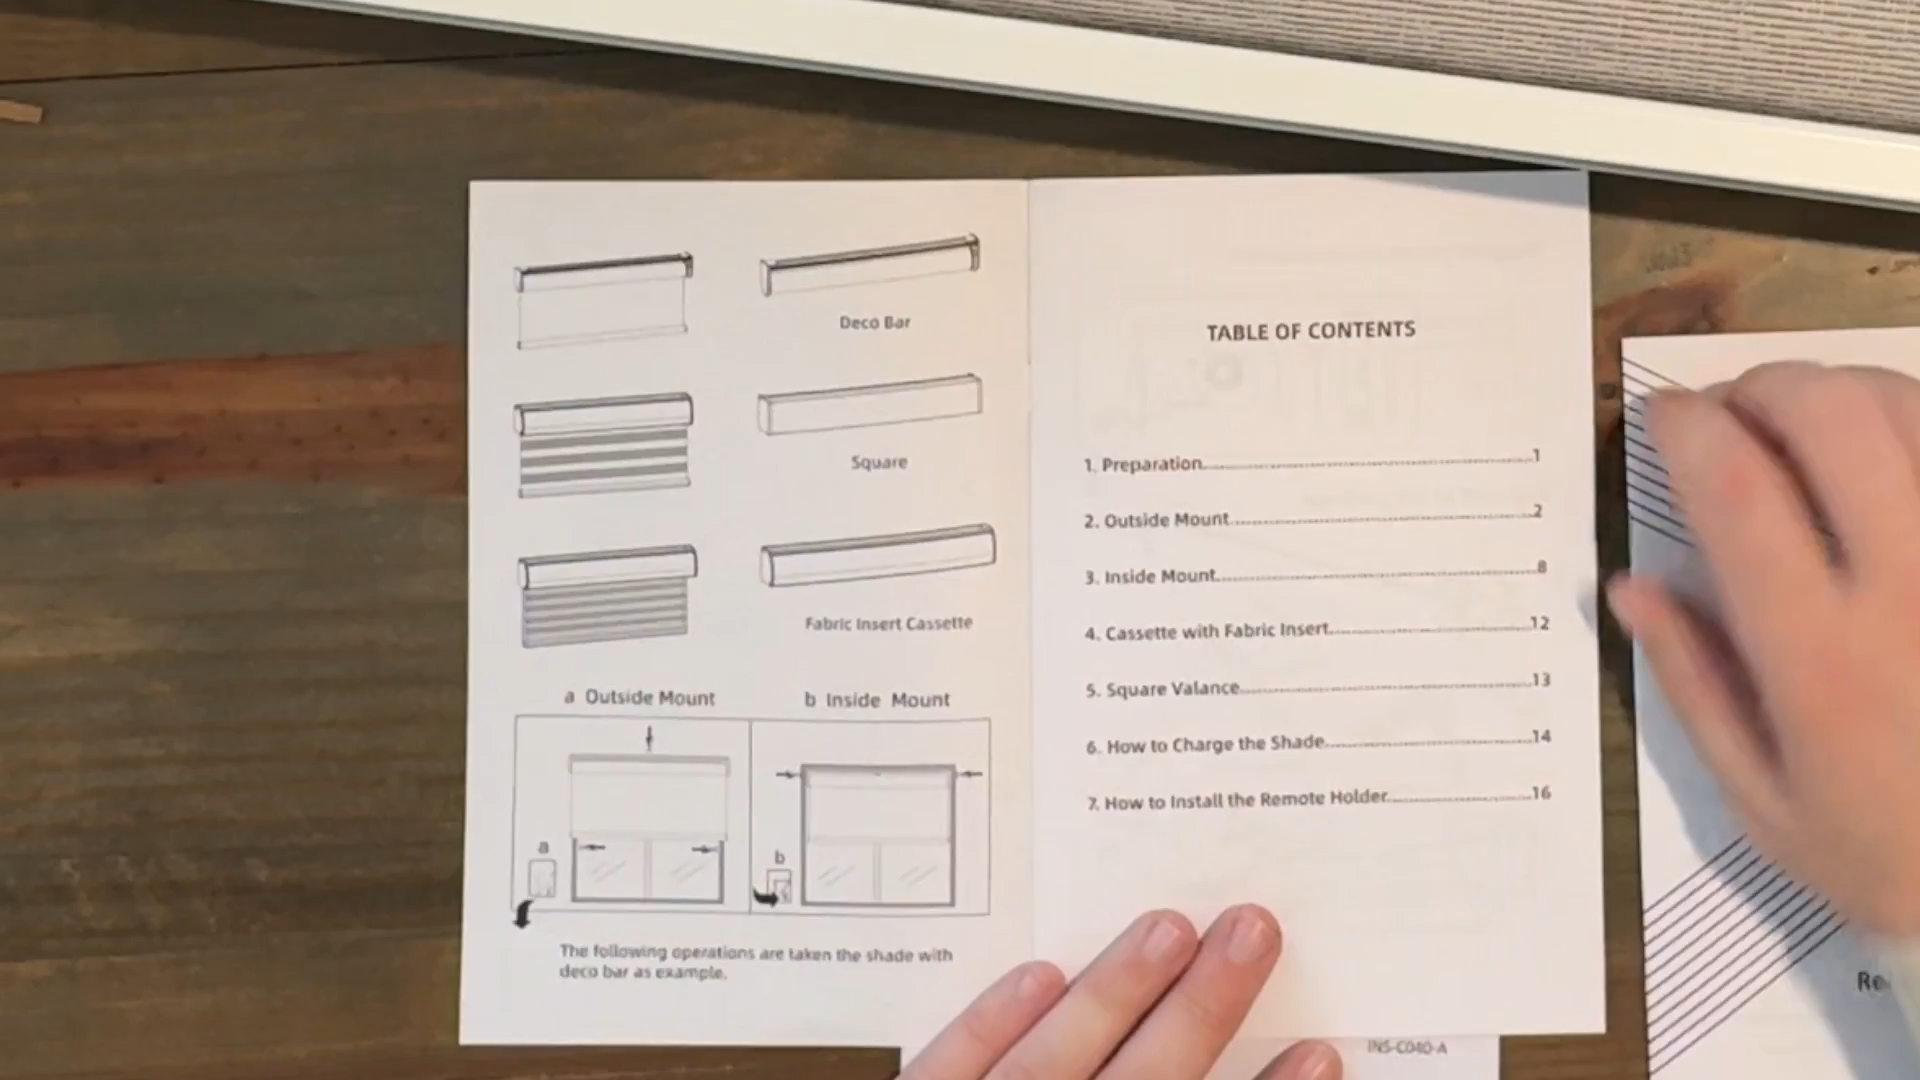 Deco Bar
Square
Fabric Insert Cassette
a Outside Mount
b Inside Mount
a
b
The following operations are taken the shade with
deco bar as example.
TABLE OF CONTENTS
1. Preparation 1
2. Outside Mount 2
3. Inside Mount 8
4. Cassette with Fabric Insert 12
5. Square Valance 13
6. How to Charge the Shade 14
7. How to Install the Remote Holder 16
INS-C040-A